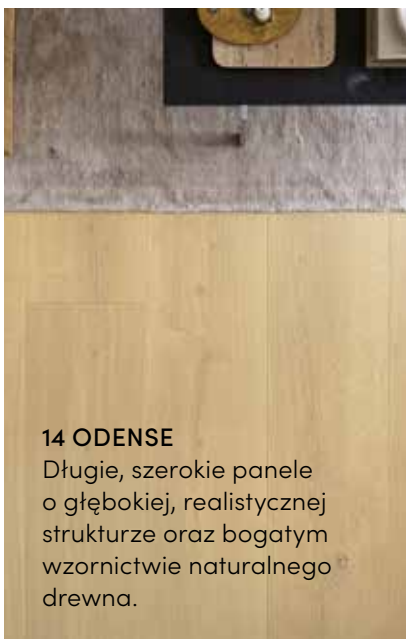 14 ODENSE
Długie, szerokie panele
o głębokiej, realistycznej
strukturze oraz bogatym
wzornictwie naturalnego
drewna.